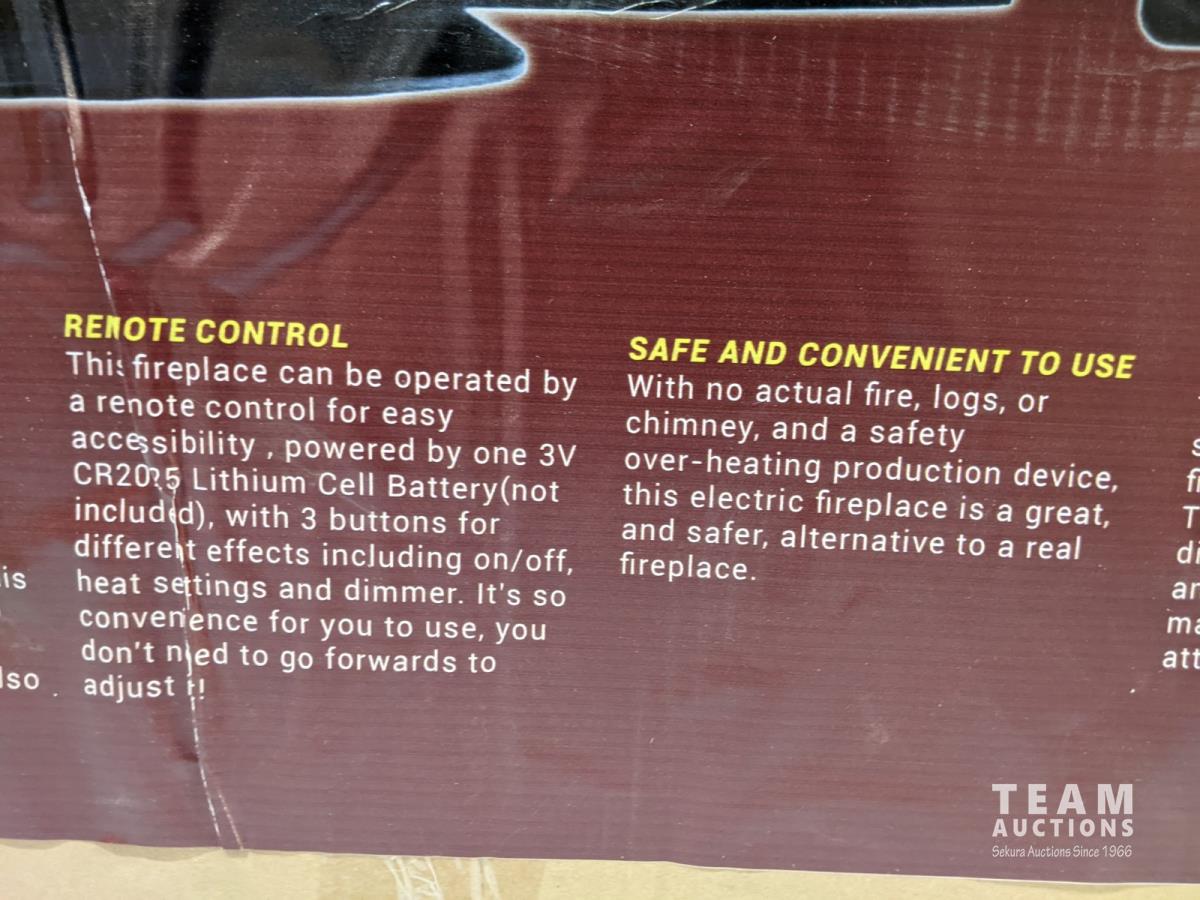 REMOTE CONTROL
This fireplace can be operated by
a remote control for easy
accessibility , powered by one 3V
CR2025 Lithium Cell Battery(not
included), with 3 buttons for
different effects including on/off,
heat settings and dimmer. It's so
convenience for you to use, you
don't need to go forwards to
adjust it!
SAFE AND CONVENIENT TO USE
With no actual fire, logs, or
chimney, and a safety
over-heating production device,
this electric fireplace is a great,
and safer, alternative to a real
fireplace.
TEAM
AUCTIONS
Sekura Auctions Since 1966